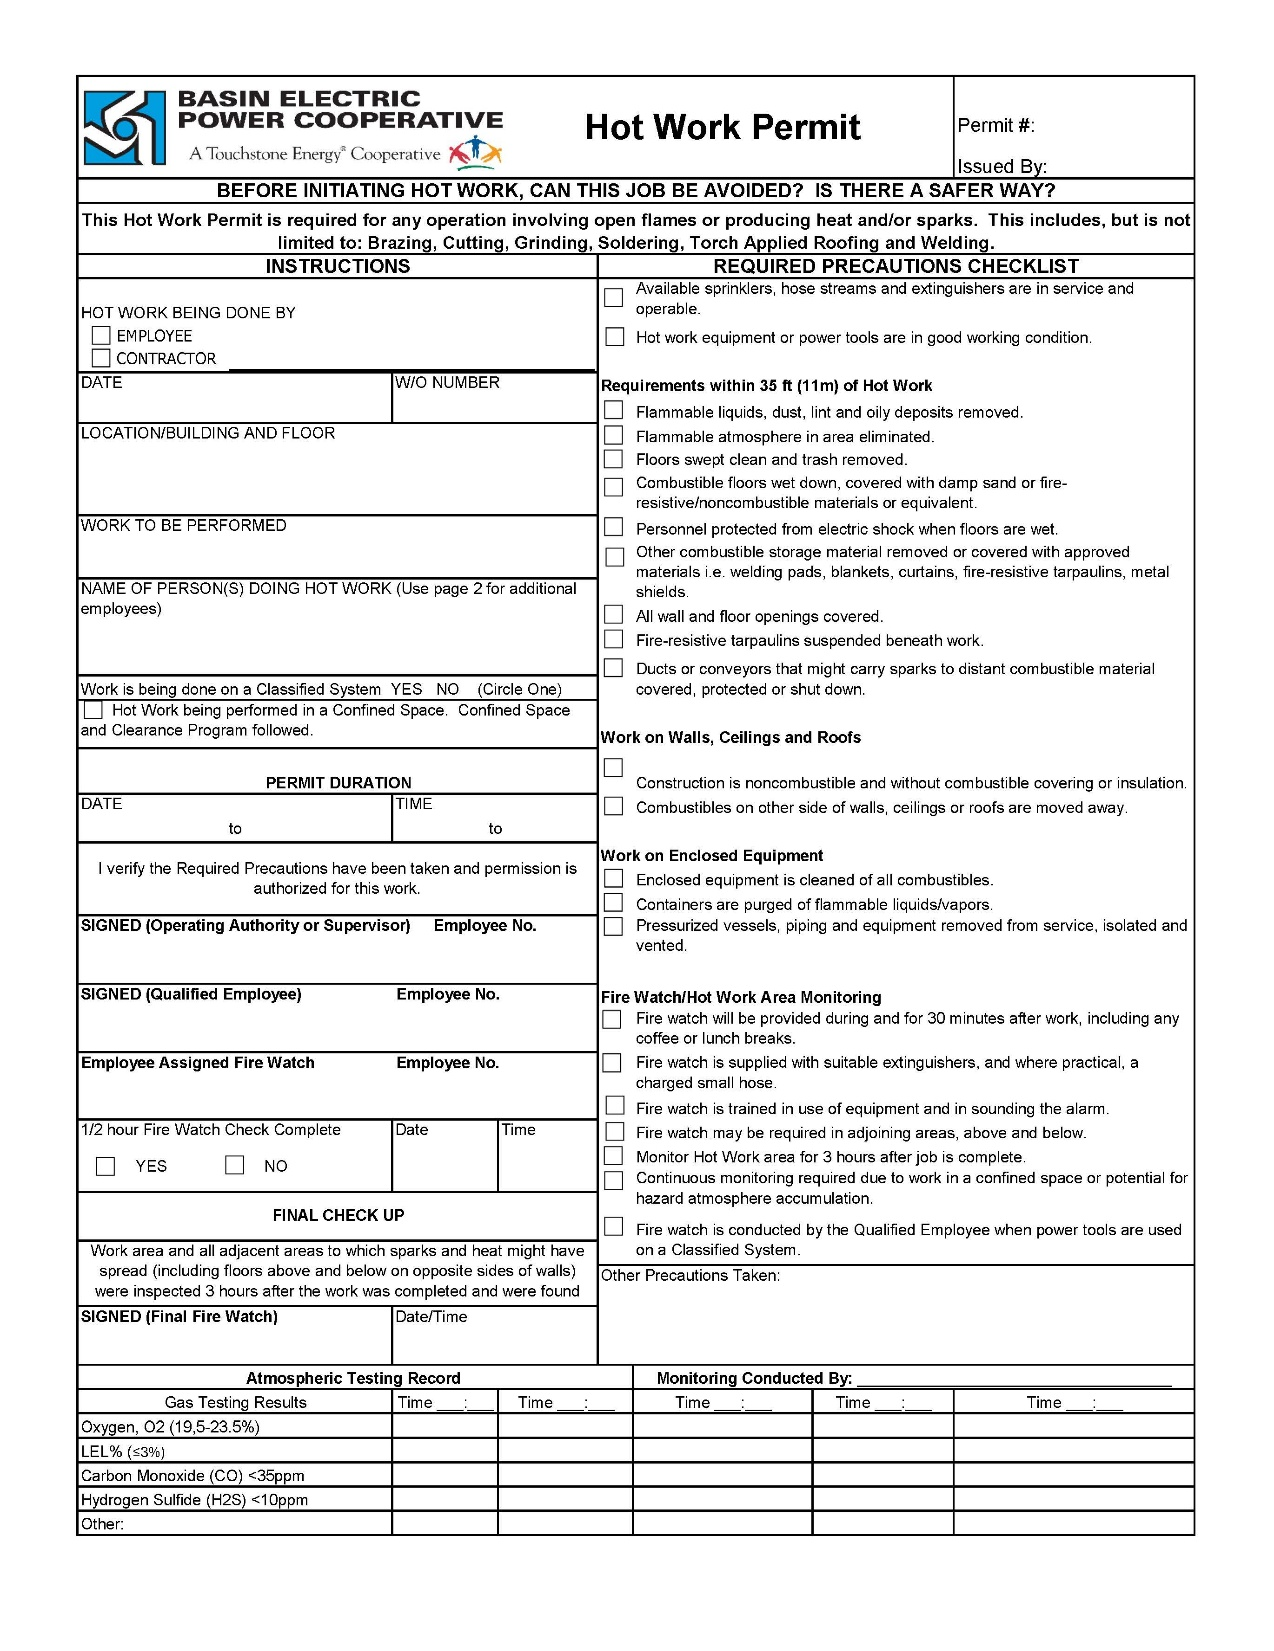 BASIN ELECTRIC
POWER COOPERATIVE
A Touchstone Energy® Cooperative
Hot Work Permit
Permit #:
Issued By:
BEFORE INITIATING HOT WORK, CAN THIS JOB BE AVOIDED? IS THERE A SAFER WAY?
This Hot Work Permit is required for any operation involving open flames or producing heat and/or sparks. This includes, but is not
limited to: Brazing, Cutting, Grinding, Soldering, Torch Applied Roofing and Welding.
INSTRUCTIONS
HOT WORK BEING DONE BY
EMPLOYEE
CONTRACTOR
DATE
W/O NUMBER
LOCATION/BUILDING AND FLOOR
WORK TO BE PERFORMED
NAME OF PERSON(S) DOING HOT WORK (Use page 2 for additional
employees)
Work is being done on a Classified System YES NO (Circle One)
Hot Work being performed in a Confined Space. Confined Space
and Clearance Program followed.
PERMIT DURATION
DATE
to
TIME
to
I verify the Required Precautions have been taken and permission is
authorized for this work.
SIGNED (Operating Authority or Supervisor) Employee No.
SIGNED (Qualified Employee) Employee No.
Employee Assigned Fire Watch Employee No.
1/2 hour Fire Watch Check Complete
YES NO
Date
Time
FINAL CHECK UP
Work area and all adjacent areas to which sparks and heat might have
spread (including floors above and below on opposite sides of walls)
were inspected 3 hours after the work was completed and were found
SIGNED (Final Fire Watch)
Date/Time
REQUIRED PRECAUTIONS CHECKLIST
Available sprinklers, hose streams and extinguishers are in service and
operable.
Hot work equipment or power tools are in good working condition.
Requirements within 35 ft (11m) of Hot Work
Flammable liquids, dust, lint and oily deposits removed.
Flammable atmosphere in area eliminated.
Floors swept clean and trash removed.
Combustible floors wet down, covered with damp sand or fire-
resistive/noncombustible materials or equivalent.
Personnel protected from electric shock when floors are wet.
Other combustible storage material removed or covered with approved
materials i.e. welding pads, blankets, curtains, fire-resistive tarpaulins, metal
shields.
All wall and floor openings covered.
Fire-resistive tarpaulins suspended beneath work.
Ducts or conveyors that might carry sparks to distant combustible material
covered, protected or shut down.
Work on Walls, Ceilings and Roofs
Construction is noncombustible and without combustible covering or insulation.
Combustibles on other side of walls, ceilings or roofs are moved away.
Work on Enclosed Equipment
Enclosed equipment is cleaned of all combustibles.
Containers are purged of flammable liquids/vapors.
Pressurized vessels, piping and equipment removed from service, isolated and
vented.
Fire Watch/Hot Work Area Monitoring
Fire watch will be provided during and for 30 minutes after work, including any
coffee or lunch breaks.
Fire watch is supplied with suitable extinguishers, and where practical, a
charged small hose.
Fire watch is trained in use of equipment and in sounding the alarm.
Fire watch may be required in adjoining areas, above and below.
Monitor Hot Work area for 3 hours after job is complete.
Continuous monitoring required due to work in a confined space or potential for
hazard atmosphere accumulation.
Fire watch is conducted by the Qualified Employee when power tools are used
on a Classified System.
Other Precautions Taken:
Atmospheric Testing Record
Monitoring Conducted By: ____
Gas Testing Results Time ___:___ Time ___:___ Time ___:___ Time ___:___ Time ___:___
Oxygen, O2 (19,5-23.5%)
LEL% (≤3%)
Carbon Monoxide (CO) <35ppm
Hydrogen Sulfide (H2S) <10ppm
Other: